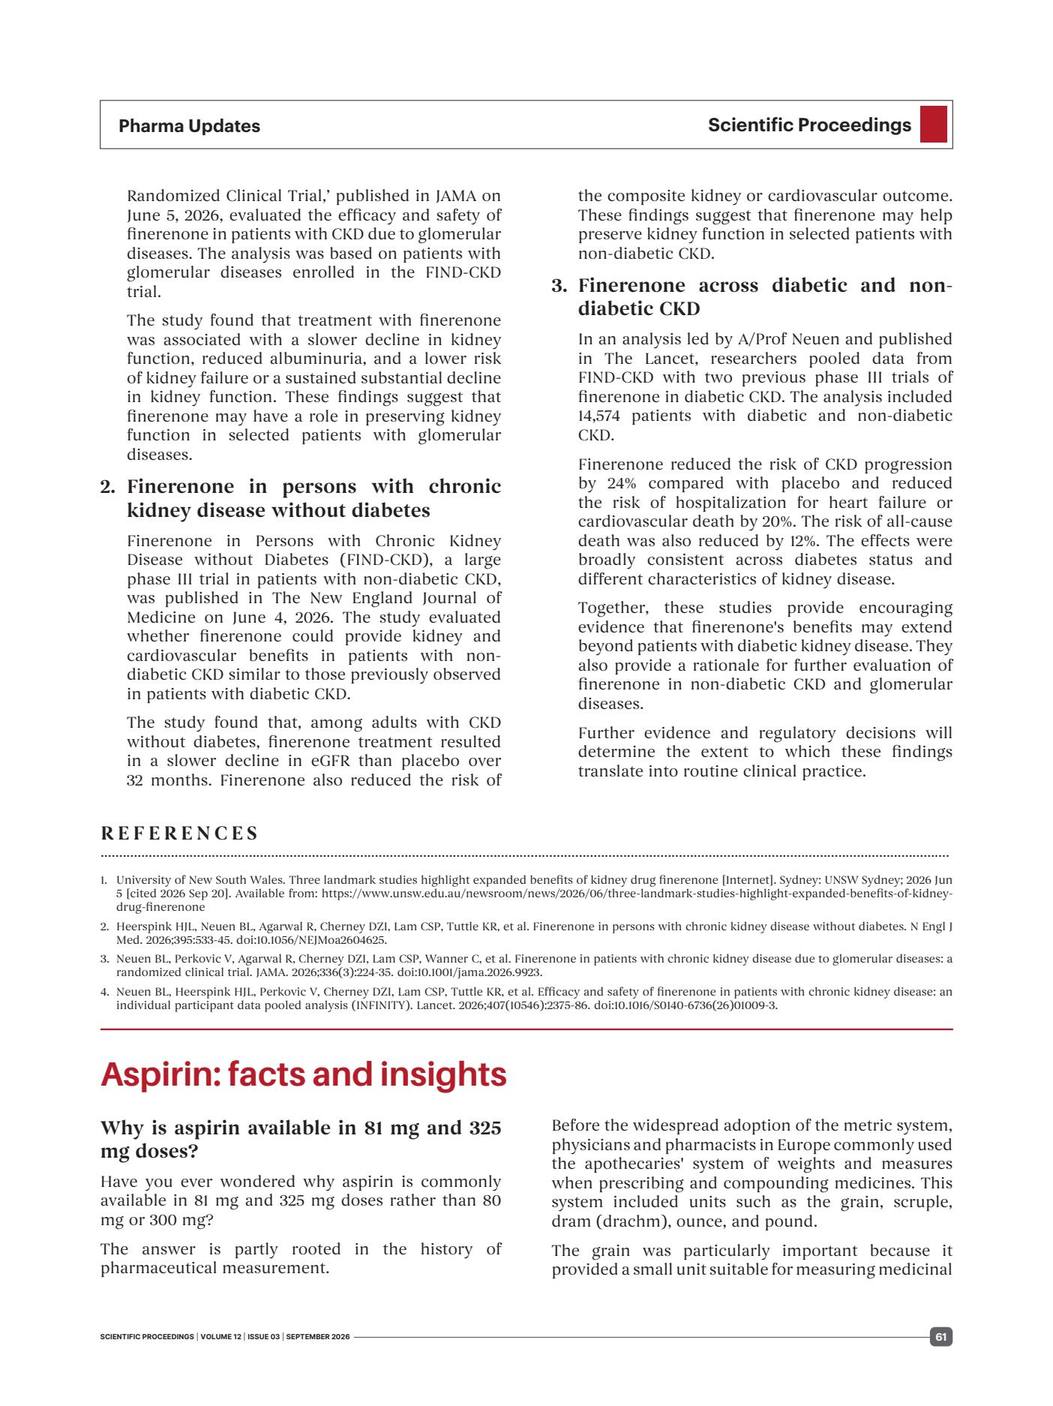 Pharma Updates
Scientific Proceedings
Randomized Clinical Trial,’ published in JAMA on
June 5, 2026, evaluated the efficacy and safety of
finerenone in patients with CKD due to glomerular
diseases. The analysis was based on patients with
glomerular diseases enrolled in the FIND-CKD
trial.
The study found that treatment with finerenone
was associated with a slower decline in kidney
function, reduced albuminuria, and a lower risk
of kidney failure or a sustained substantial decline
in kidney function. These findings suggest that
finerenone may have a role in preserving kidney
function in selected patients with glomerular
diseases.
2. Finerenone in persons with chronic
kidney disease without diabetes
Finerenone in Persons with Chronic Kidney
Disease without Diabetes (FIND-CKD), a large
phase III trial in patients with non-diabetic CKD,
was published in The New England Journal of
Medicine on June 4, 2026. The study evaluated
whether finerenone could provide kidney and
cardiovascular benefits in patients with non-
diabetic CKD similar to those previously observed
in patients with diabetic CKD.
The study found that, among adults with CKD
without diabetes, finerenone treatment resulted
in a slower decline in eGFR than placebo over
32 months. Finerenone also reduced the risk of
the composite kidney or cardiovascular outcome.
These findings suggest that finerenone may help
preserve kidney function in selected patients with
non-diabetic CKD.
3. Finerenone across diabetic and non-
diabetic CKD
In an analysis led by A/Prof Neuen and published
in The Lancet, researchers pooled data from
FIND-CKD with two previous phase III trials of
finerenone in diabetic CKD. The analysis included
14,574 patients with diabetic and non-diabetic
CKD.
Finerenone reduced the risk of CKD progression
by 24% compared with placebo and reduced
the risk of hospitalization for heart failure or
cardiovascular death by 20%. The risk of all-cause
death was also reduced by 12%. The effects were
broadly consistent across diabetes status and
different characteristics of kidney disease.
Together, these studies provide encouraging
evidence that finerenone's benefits may extend
beyond patients with diabetic kidney disease. They
also provide a rationale for further evaluation of
finerenone in non-diabetic CKD and glomerular
diseases.
Further evidence and regulatory decisions will
determine the extent to which these findings
translate into routine clinical practice.
REFERENCES
1. University of New South Wales. Three landmark studies highlight expanded benefits of kidney drug finerenone [Internet]. Sydney: UNSW Sydney; 2026 Jun
5 [cited 2026 Sep 20]. Available from: https://www.unsw.edu.au/newsroom/news/2026/06/three-landmark-studies-highlight-expanded-benefits-of-kidney-
drug-finerenone
2. Heerspink HJL, Neuen BL, Agarwal R, Cherney DZI, Lam CSP, Tuttle KR, et al. Finerenone in persons with chronic kidney disease without diabetes. N Engl J
Med. 2026;395:533-45. doi:10.1056/NEJMoa2604625.
3. Neuen BL, Perkovic V, Agarwal R, Cherney DZI, Lam CSP, Wanner C, et al. Finerenone in patients with chronic kidney disease due to glomerular diseases: a
randomized clinical trial. JAMA. 2026;336(3):224-35. doi:10.1001/jama.2026.9923.
4. Neuen BL, Heerspink HJL, Perkovic V, Cherney DZI, Lam CSP, Tuttle KR, et al. Efficacy and safety of finerenone in patients with chronic kidney disease: an
individual participant data pooled analysis (INFINITY). Lancet. 2026;407(10546):2375-86. doi:10.1016/S0140-6736(26)01009-3.
Aspirin: facts and insights
Why is aspirin available in 81 mg and 325
mg doses?
Have you ever wondered why aspirin is commonly
available in 81 mg and 325 mg doses rather than 80
mg or 300 mg?
The answer is partly rooted in the history of
pharmaceutical measurement.
Before the widespread adoption of the metric system,
physicians and pharmacists in Europe commonly used
the apothecaries' system of weights and measures
when prescribing and compounding medicines. This
system included units such as the grain, scruple,
dram (drachm), ounce, and pound.
The grain was particularly important because it
provided a small unit suitable for measuring medicinal
SCIENTIFIC PROCEEDINGS | VOLUME 12 | ISSUE 03 | SEPTEMBER 2026
61